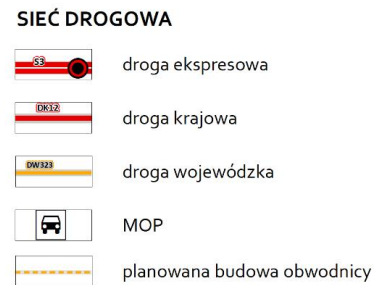 SIEĆ DROGOWA
S3 droga ekspresowa
DK12 droga krajowa
DW323 droga wojewódzka
MOP
planowana budowa obwodnicy